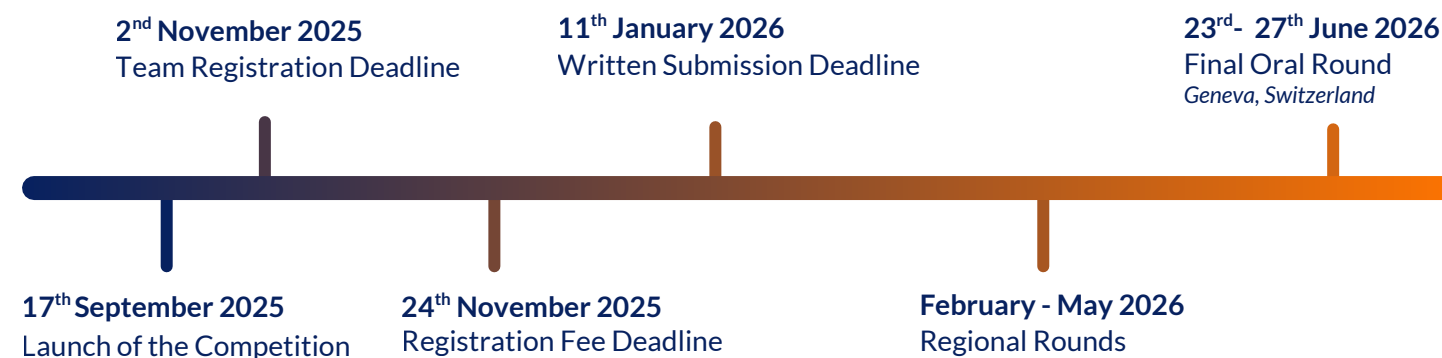 2nd November 2025
Team Registration Deadline
11th January 2026
Written Submission Deadline
23rd- 27th June 2026
Final Oral Round
Geneva, Switzerland
17th September 2025
Launch of the Competition
24th November 2025
Registration Fee Deadline
February - May 2026
Regional Rounds